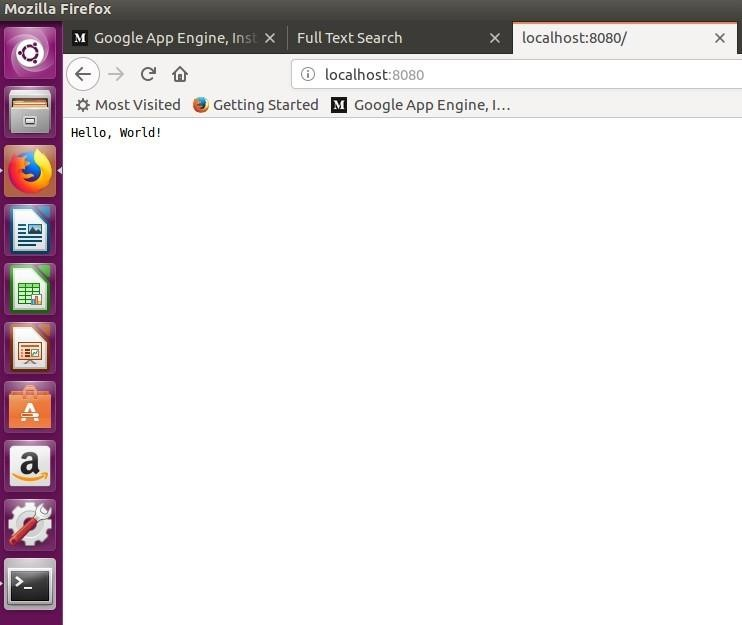 Mozilla Firefox
M Google App Engine, Inst
Full Text Search
localhost:8080/
localhost:8080
Most Visited
Getting Started
M Google App Engine, I…
Hello, World!
A
a
>_